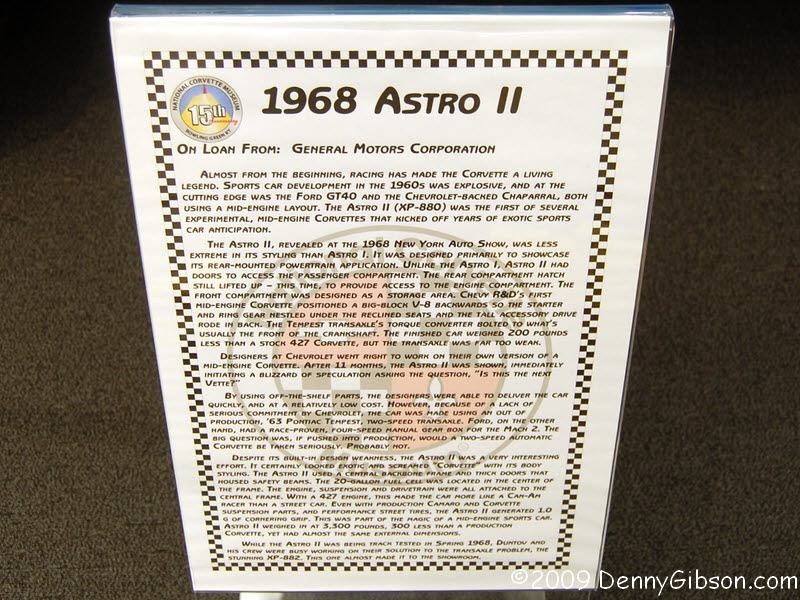 NATIONAL CORVETTE MUSEUM
15th
Anniversary
BOWLING GREEN KY
1968 ASTRO II
ON LOAN FROM: GENERAL MOTORS CORPORATION
ALMOST FROM THE BEGINNING, RACING HAS MADE THE CORVETTE A LIVING
LEGEND. SPORTS CAR DEVELOPMENT IN THE 1960S WAS EXPLOSIVE, AND AT THE
CUTTING EDGE WAS THE FORD GT40 AND THE CHEVROLET-BACKED CHAPARRAL, BOTH
USING A MID-ENGINE LAYOUT. THE ASTRO II (XP-880) WAS THE FIRST OF SEVERAL
EXPERIMENTAL, MID-ENGINE CORVETTES THAT KICKED OFF YEARS OF EXOTIC SPORTS
CAR ANTICIPATION.
THE ASTRO II, REVEALED AT THE 1968 NEW YORK AUTO SHOW, WAS LESS
EXTREME IN ITS STYLING THAN ASTRO I. IT WAS DESIGNED PRIMARILY TO SHOWCASE
ITS REAR-MOUNTED POWERTRAIN APPLICATION. UNLIKE THE ASTRO I, ASTRO II HAD
DOORS TO ACCESS THE PASSENGER COMPARTMENT. THE REAR COMPARTMENT HATCH
STILL LIFTED UP – THIS TIME TO PROVIDE ACCESS TO THE ENGINE COMPARTMENT. THE
FRONT COMPARTMENT WAS DESIGNED AS A STORAGE AREA. CHEVY R&D'S FIRST
MID-ENGINE CORVETTE POSITIONED A BIG-BLOCK V-8 BACKWARDS SO THE STARTER
AND RING GEAR NESTLED UNDER THE RECLINED SEATS AND THE TALL ACCESSORY DRIVE
RODE IN BACK. THE TEMPEST TRANSAXLE'S TORQUE CONVERTER BOLTED TO WHAT'S
USUALLY THE FRONT OF THE CRANKSHAFT. THE FINISHED CAR WEIGHED 200 POUNDS
LESS THAN A STOCK 427 CORVETTE, BUT THE TRANSAXLE WAS FAR TOO WEAK.
DESIGNERS AT CHEVROLET WENT RIGHT TO WORK ON THEIR OWN VERSION OF A
MID-ENGINE CORVETTE. AFTER 11 MONTHS, THE ASTRO II WAS SHOWN, IMMEDIATELY
INITIATING A BLIZZARD OF SPECULATION ASKING THE QUESTION, "IS THIS THE NEXT
VETTE?"
BY USING OFF-THE-SHELF PARTS, THE DESIGNERS WERE ABLE TO DELIVER THE CAR
QUICKLY, AND AT A RELATIVELY LOW COST. HOWEVER, BECAUSE OF A LACK OF
SERIOUS COMMITMENT BY CHEVROLET, THE CAR WAS MADE USING AN OUT OF
PRODUCTION, '63 PONTIAC TEMPEST, TWO-SPEED TRANSAXLE. FORD, ON THE OTHER
HAND, HAD A RACE-PROVEN, FOUR-SPEED MANUAL GEAR BOX FOR THE MACH 2. THE
BIG QUESTION WAS, IF PUSHED INTO PRODUCTION, WOULD A TWO-SPEED AUTOMATIC
CORVETTE BE TAKEN SERIOUSLY. PROBABLY NOT.
DESPITE ITS BUILT-IN DESIGN WEAKNESS, THE ASTRO II WAS A VERY INTERESTING
EFFORT. IT CERTAINLY LOOKED EXOTIC AND SCREAMED "CORVETTE" WITH ITS BODY
STYLING. THE ASTRO II USED A CENTRAL BACKBONE FRAME AND THICK DOORS THAT
HOUSED SAFETY BEAMS. THE 20-GALLON FUEL CELL WAS LOCATED IN THE CENTER OF
THE FRAME. THE ENGINE, SUSPENSION AND DRIVETRAIN WERE ALL ATTACHED TO THE
CENTRAL FRAME. WITH A 427 ENGINE, THIS MADE THE CAR MORE LIKE A CAN-AM
RACER THAN A STREET CAR. EVEN WITH PRODUCTION CAMARO AND CORVETTE
SUSPENSION PARTS, AND PERFORMANCE STREET TIRES, THE ASTRO II GENERATED 1.0
G OF CORNERING GRIP. THIS WAS PART OF THE MAGIC OF A MID-ENGINE SPORTS CAR.
ASTRO II WEIGHED IN AT 3,300 POUNDS, 300 LESS THAN A PRODUCTION
CORVETTE, YET HAD ALMOST THE SAME EXTERNAL DIMENSIONS.
WHILE THE ASTRO II WAS BEING TRACK TESTED IN SPRING 1968, DUNTOV AND
HIS CREW WERE BUSY WORKING ON THEIR SOLUTION TO THE TRANSAXLE PROBLEM, THE
STUNNING XP-882. THIS ONE ALMOST MADE IT TO THE SHOWROOM.
©2009 DennyGibson.com